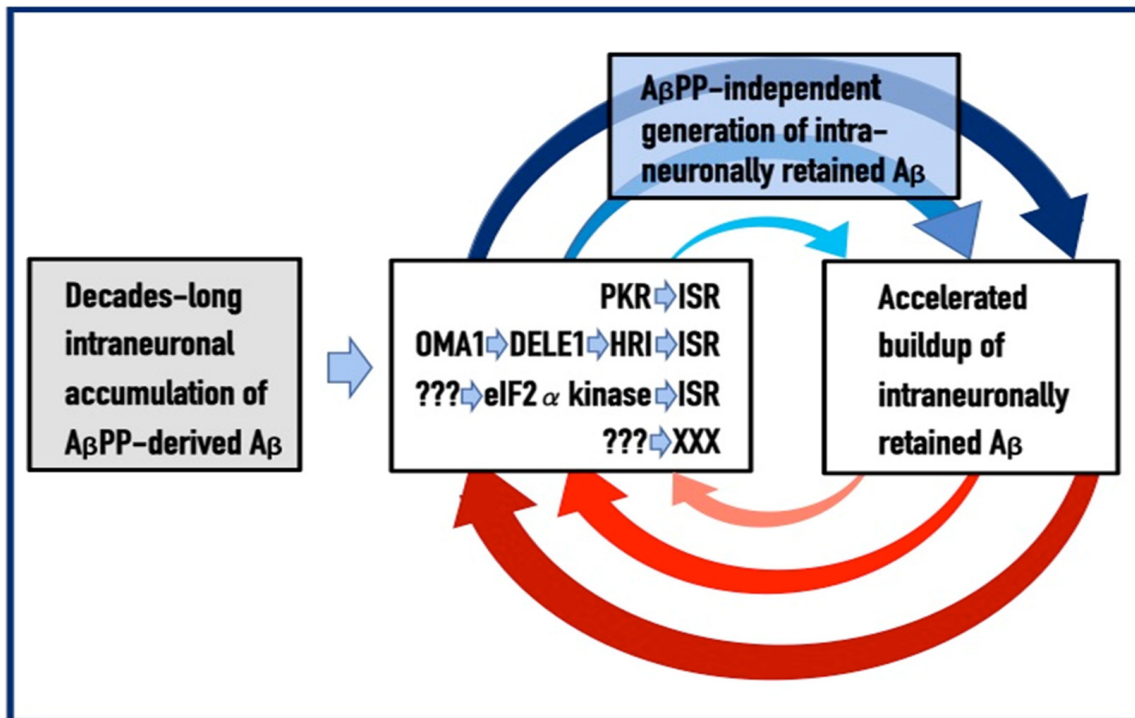 AβPP–independent
generation of intra–
neuronally retained Aβ
Decades–long
intraneuronal
accumulation of
AβPP–derived Aβ
PKR ISR
OMA1 DELE1 HRI ISR
??? eIF2 α kinase ISR
??? XXX
Accelerated
buildup of
intraneuronally
retained Aβ